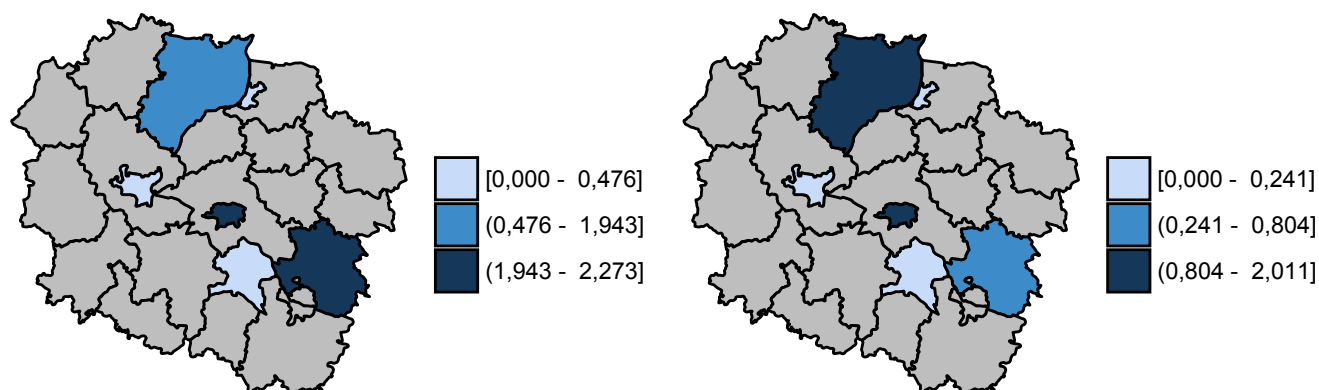 [0,000 - 0,476]
(0,476 - 1,943]
(1,943 - 2,273]
[0,000 - 0,241]
(0,241 - 0,804]
(0,804 - 2,011]